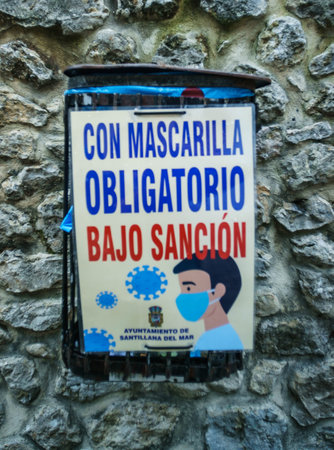 CON MASCARILLA
OBLIGATORIO
BAJO SANCIÓN
AYUNTAMIENTO DE
SANTILLANA DEL MAR